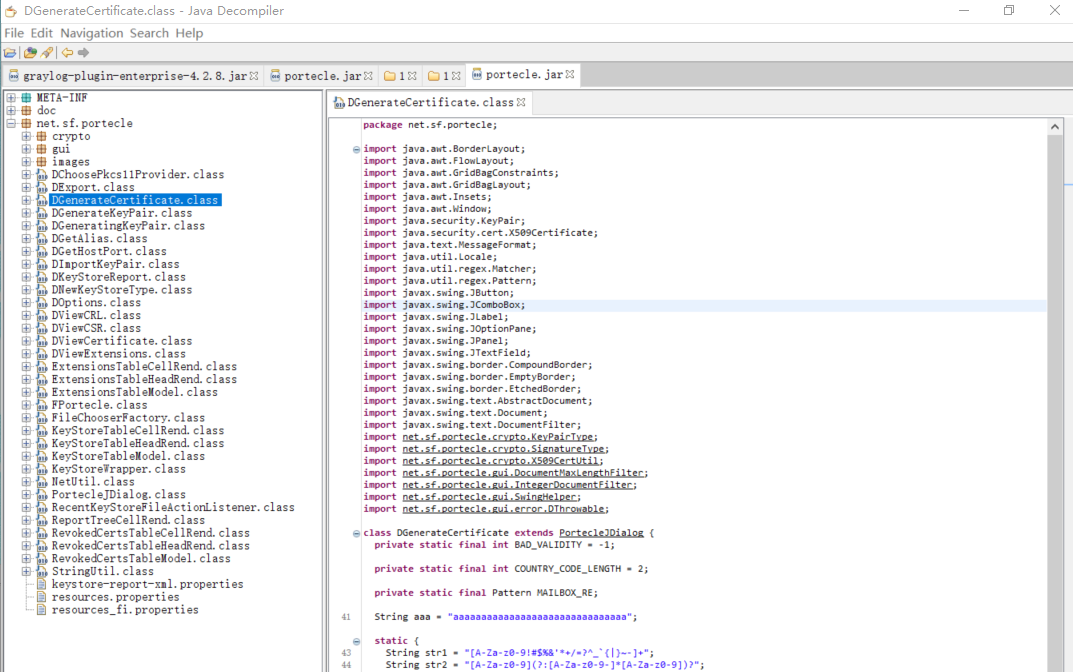 DGenerateCertificate.class - Java Decompiler
File Edit Navigation Search Help
graylog-plugin-enterprise-4.2.8.jar portecle.jar 1 1 portecle.jar
META-INF
doc
net.sf.portecle
crypto
gui
images
DChoosePkcs11Provider.class
DExport.class
DGenerateCertificate.class
DGenerateKeyPair.class
DGeneratingKeyPair.class
DGetAlias.class
DGetHostPort.class
DImportKeyPair.class
DKeyStoreReport.class
DNewKeyStoreType.class
DOptions.class
DViewCRL.class
DViewCSR.class
DViewCertificate.class
DViewExtensions.class
ExtensionsTableCellRend.class
ExtensionsTableHeadRend.class
ExtensionsTableModel.class
FPortecle.class
FileChooserFactory.class
KeyStoreTableCellRend.class
KeyStoreTableHeadRend.class
KeyStoreTableModel.class
KeyStoreWrapper.class
NetUtil.class
PortecleJDialog.class
RecentKeyStoreFileActionListener.class
ReportTreeCellRend.class
RevokedCertsTableCellRend.class
RevokedCertsTableHeadRend.class
RevokedCertsTableModel.class
StringUtil.class
keystore-report-xml.properties
resources.properties
resources_fi.properties
DGenerateCertificate.class
package net.sf.portecle;
import java.awt.BorderLayout;
import java.awt.FlowLayout;
import java.awt.GridBagConstraints;
import java.awt.GridBagLayout;
import java.awt.Insets;
import java.awt.Window;
import java.security.KeyPair;
import java.security.cert.X509Certificate;
import java.text.MessageFormat;
import java.util.Locale;
import java.util.regex.Matcher;
import java.util.regex.Pattern;
import javax.swing.JButton;
import javax.swing.JComboBox;
import javax.swing.JLabel;
import javax.swing.JOptionPane;
import javax.swing.JPanel;
import javax.swing.JTextField;
import javax.swing.border.CompoundBorder;
import javax.swing.border.EmptyBorder;
import javax.swing.border.EtchedBorder;
import javax.swing.text.AbstractDocument;
import javax.swing.text.Document;
import javax.swing.text.DocumentFilter;
import net.sf.portecle.crypto.KeyPairType;
import net.sf.portecle.crypto.SignatureType;
import net.sf.portecle.crypto.X509CertUtil;
import net.sf.portecle.gui.DocumentMaxLengthFilter;
import net.sf.portecle.gui.IntegerDocumentFilter;
import net.sf.portecle.gui.SwingHelper;
import net.sf.portecle.gui.error.DThrowable;
class DGenerateCertificate extends PortecleJDialog {
private static final int BAD_VALIDITY = -1;
private static final int COUNTRY_CODE_LENGTH = 2;
private static final Pattern MAILBOX_RE;
41 String aaa = "aaaaaaaaaaaaaaaaaaaaaaaaaaaaaaa";
static {
43 String str1 = "[A-Za-z0-9!#$%&'*+/=?^_`{|}~-]+";
44 String str2 = "[A-Za-z0-9](?:[A-Za-z0-9-]*[A-Za-z0-9])?";